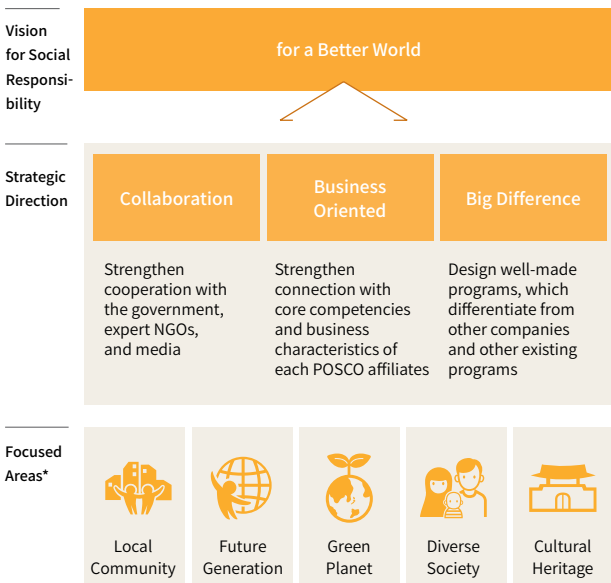 Vision
for Social
Responsi-
bility
for a Better World
Strategic
Direction
Collaboration
Business
Oriented
Big Difference
Strengthen
cooperation with
the government,
expert NGOs,
and media
Strengthen
connection with
core competencies
and business
characteristics of
each POSCO affiliates
Design well-made
programs, which
differentiate from
other companies
and other existing
programs
Focused
Areas*
Local
Community
Future
Generation
Green
Planet
Diverse
Society
Cultural
Heritage